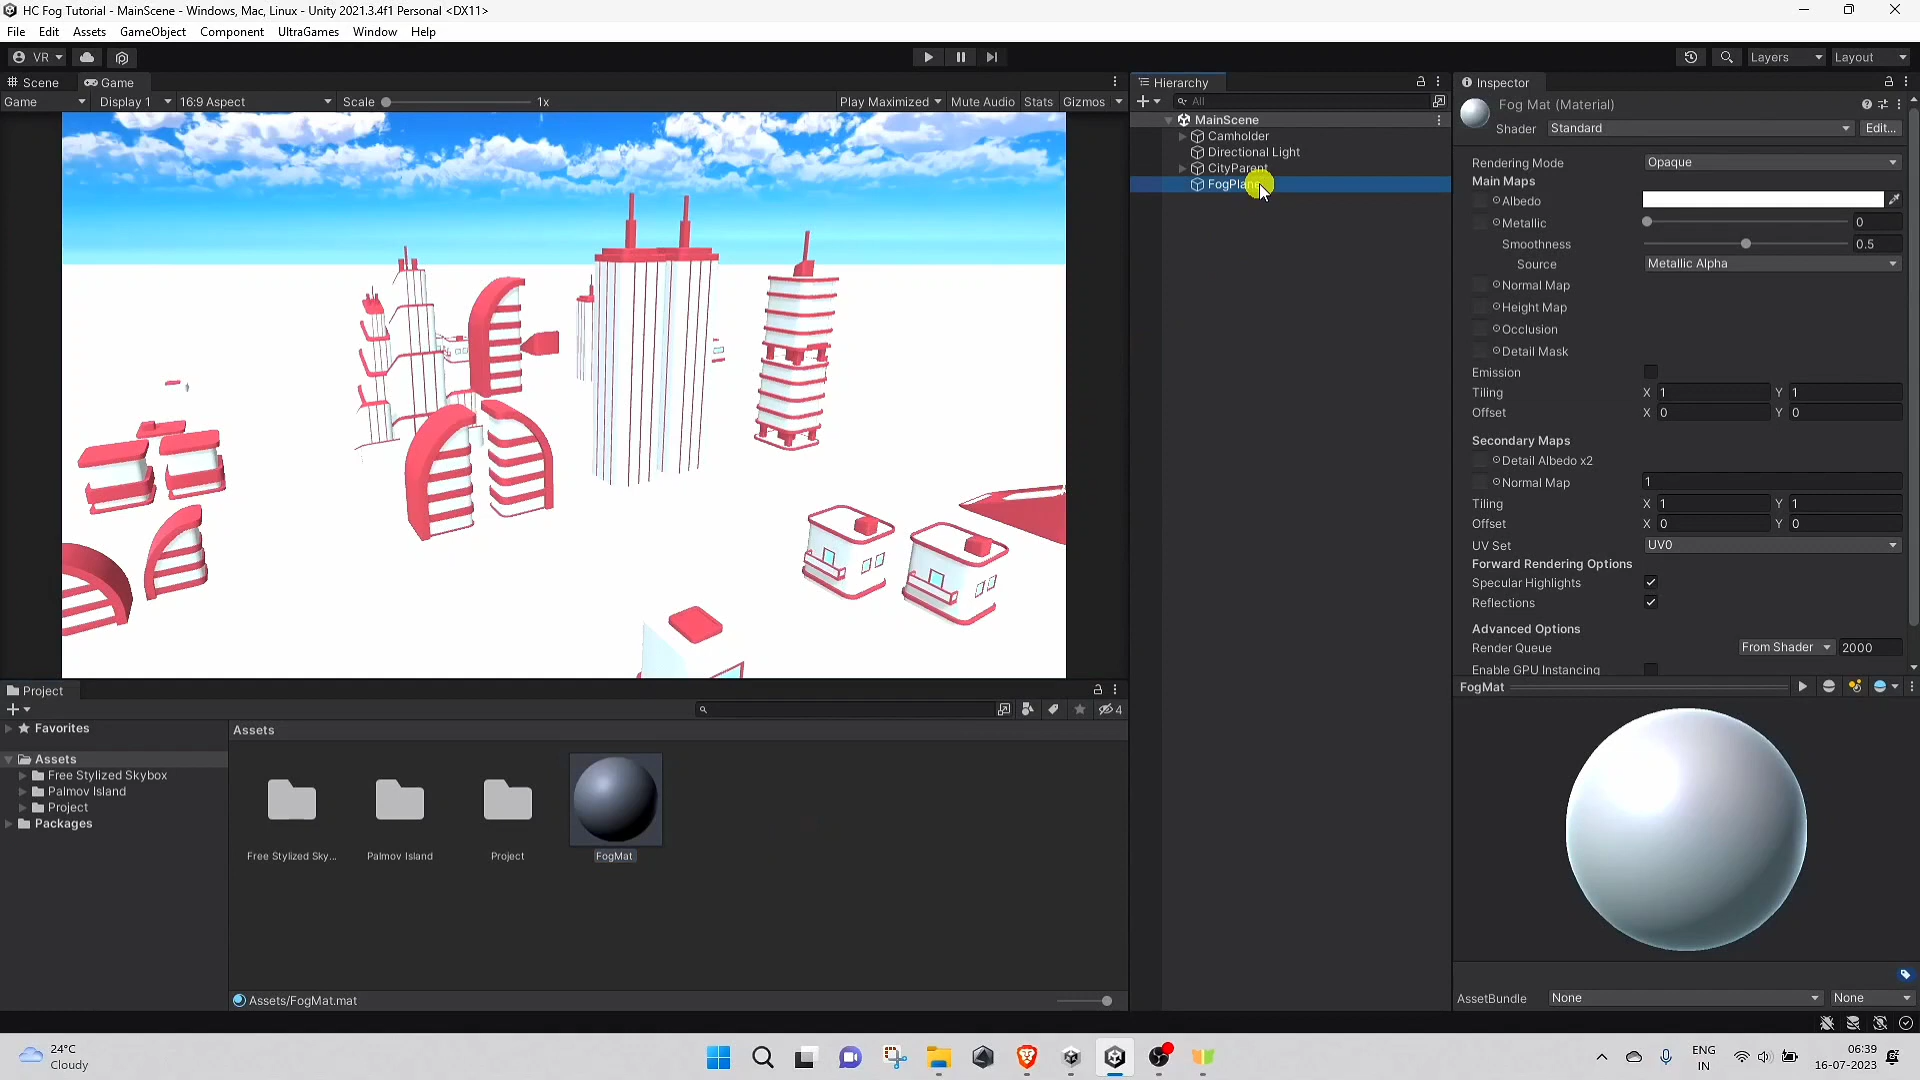 HC Fog Tutorial - MainScene - Windows, Mac, Linux - Unity 2021.3.4f1 Personal <DX11>
File Edit Assets GameObject Component UltraGames Window Help
VR Layers Layout
Scene Game
Game Display 1 16:9 Aspect Scale 1x Play Maximized Mute Audio Stats Gizmos
Hierarchy
All
MainScene
Camholder
Directional Light
CityParent
FogPlane
Inspector
Fog Mat (Material)
Shader Standard Edit...
Rendering Mode Opaque
Main Maps
Albedo
Metallic 0
Smoothness 0.5
Source Metallic Alpha
Normal Map
Height Map
Occlusion
Detail Mask
Emission
Tiling X 1 Y 1
Offset X 0 Y 0
Secondary Maps
Detail Albedo x2
Normal Map 1
Tiling X 1 Y 1
Offset X 0 Y 0
UV Set UV0
Forward Rendering Options
Specular Highlights
Reflections
Advanced Options
Render Queue From Shader 2000
Enable GPU Instancing
FogMat
AssetBundle None None
Project
4
Favorites
Assets
Free Stylized Skybox
Palmov Island
Project
Packages
Assets
Free Stylized Sky... Palmov Island Project FogMat
Assets/FogMat.mat
24°C
Cloudy
ENG
IN
06:39
16-07-2023